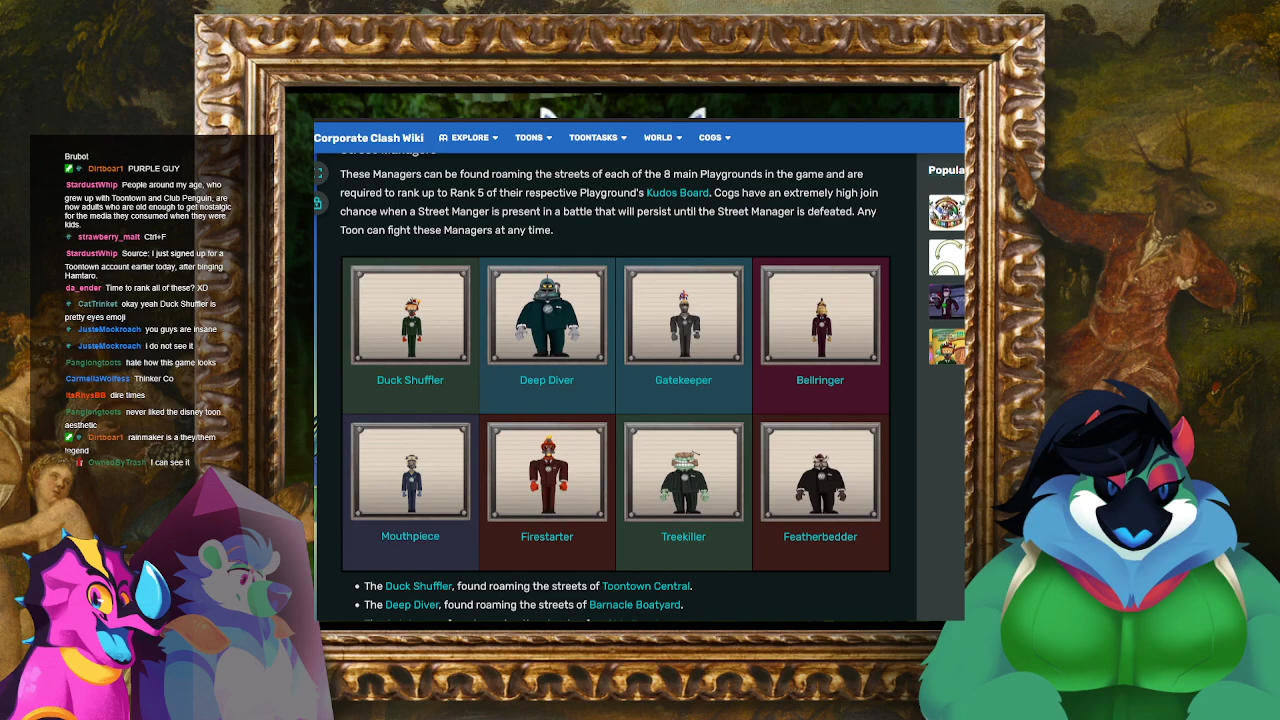 Brubot
Dirtboar1 PURPLE GUY
StardustWhip People around my age, who
grew up with Toontown and Club Penguin, are
now adults who are old enough to get nostalgic
for the media they consumed when they were
kids.
strawberry_malt Ctrl+F
StardustWhip Source: I just signed up for a
Toontown account earlier today, after binging
Hamtaro.
da_ender Time to rank all of these? XD
CatTrinket okay yeah Duck Shuffler is
pretty eyes emoji
JusteMockroach you guys are insane
JusteMockroach i do not see it
Panglongtoots hate how this game looks
CarmeliaWolfess Thinker Co
ItsRhysBB dire times
Panglongtoots never liked the disney toon
aesthetic
Dirtboar1 rainmaker is a they/them
legend
OwnedByTrash I can see it
Corporate Clash Wiki EXPLORE TOONS TOONTASKS WORLD COGS
Street Managers
These Managers can be found roaming the streets of each of the 8 main Playgrounds in the game and are
required to rank up to Rank 5 of their respective Playground's Kudos Board. Cogs have an extremely high join
chance when a Street Manger is present in a battle that will persist until the Street Manager is defeated. Any
Toon can fight these Managers at any time.
Duck Shuffler Deep Diver Gatekeeper Bellringer
Mouthpiece Firestarter Treekiller Featherbedder
• The Duck Shuffler, found roaming the streets of Toontown Central.
• The Deep Diver, found roaming the streets of Barnacle Boatyard.
Popula